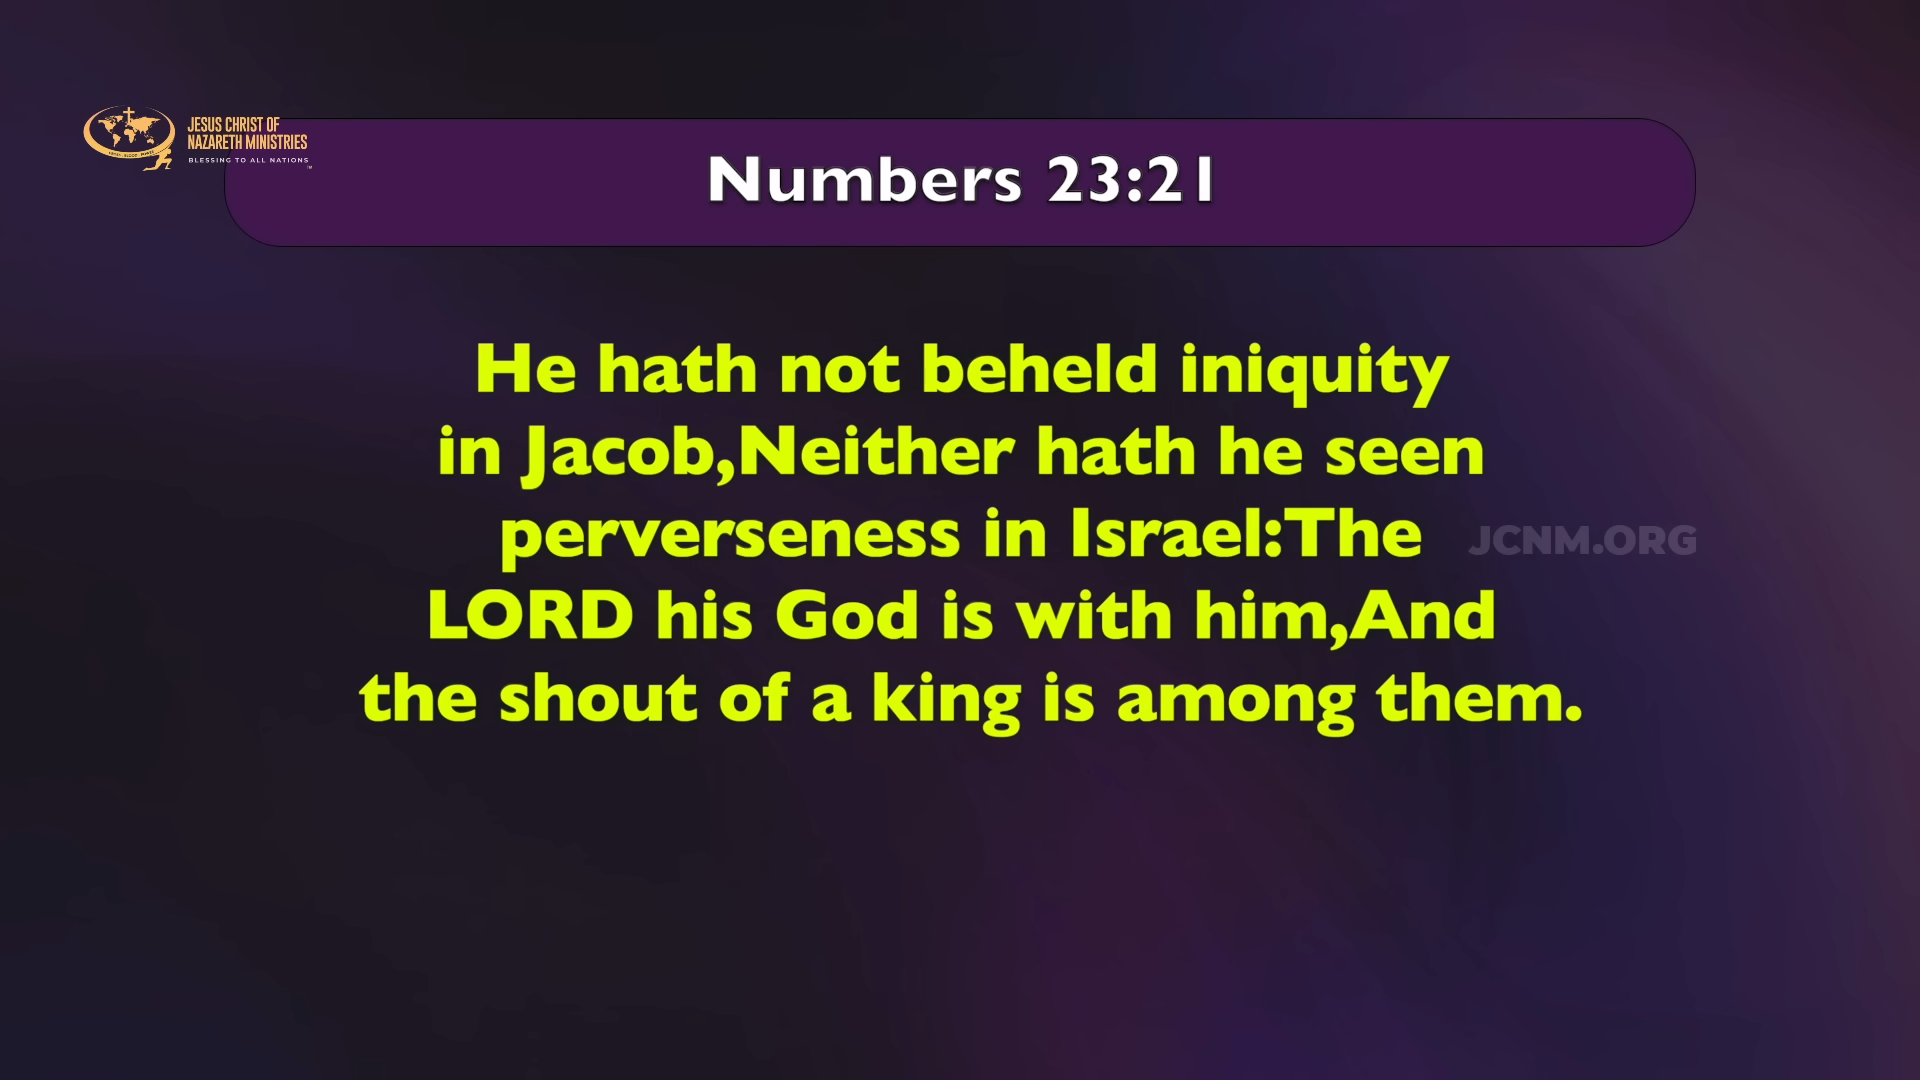 JESUS CHRIST OF
NAZARETH MINISTRIES
BLESSING TO ALL NATIONS
Numbers 23:21
He hath not beheld iniquity
in Jacob,Neither hath he seen
perverseness in Israel:The
LORD his God is with him,And
the shout of a king is among them.
JCNM.ORG